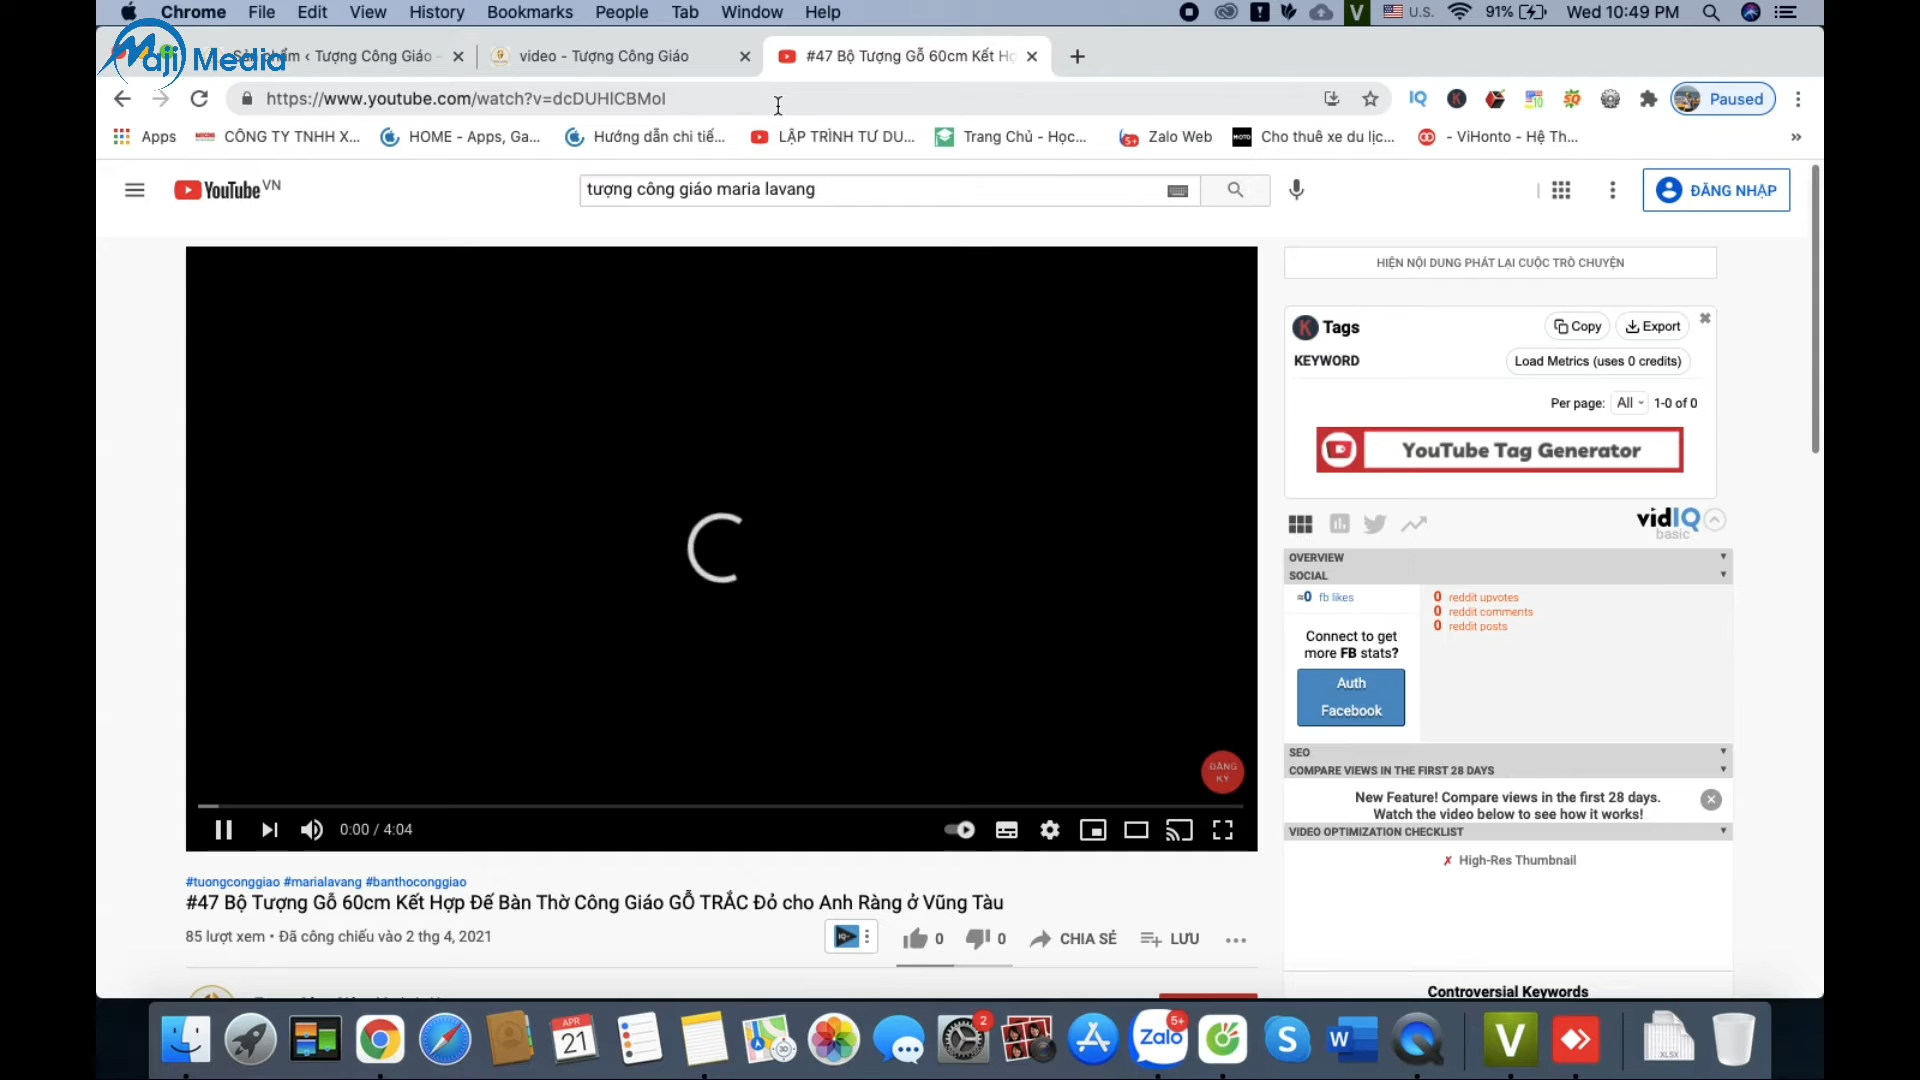 Chrome File Edit View History Bookmarks People Tab Window Help
V U.S. 91% Wed 10:49 PM
Maji Media
‹ Tượng Công Giáo -
video - Tượng Công Giáo
#47 Bộ Tượng Gỗ 60cm Kết Hợ
https://www.youtube.com/watch?v=dcDUHlCBMoI
IQ
Paused
Apps
CÔNG TY TNHH X...
HOME - Apps, Ga...
Hướng dẫn chi tiế...
LẬP TRÌNH TƯ DU...
Trang Chủ - Học...
Zalo Web
Cho thuê xe du lịc...
- ViHonto - Hệ Th...
»
YouTube VN
tượng công giáo maria lavang
ĐĂNG NHẬP
HIỆN NỘI DUNG PHÁT LẠI CUỘC TRÒ CHUYỆN
K Tags
Copy
Export
KEYWORD
Load Metrics (uses 0 credits)
Per page: All 1-0 of 0
YouTube Tag Generator
vidIQ
basic
OVERVIEW
SOCIAL
≈0 fb likes
0 reddit upvotes
0 reddit comments
0 reddit posts
Connect to get
more FB stats?
Auth
Facebook
SEO
COMPARE VIEWS IN THE FIRST 28 DAYS
New Feature! Compare views in the first 28 days.
Watch the video below to see how it works!
VIDEO OPTIMIZATION CHECKLIST
✗ High-Res Thumbnail
Controversial Keywords
ĐĂNG
KÝ
0:00 / 4:04
#tuongconggiao #marialavang #banthoconggiao
#47 Bộ Tượng Gỗ 60cm Kết Hợp Đế Bàn Thờ Công Giáo GỖ TRẮC Đỏ cho Anh Ràng ở Vũng Tàu
85 lượt xem • Đã công chiếu vào 2 thg 4, 2021
0
0
CHIA SẺ
LƯU
APR
21
3D
2
Zalo
5+
S
W
V
XLSX